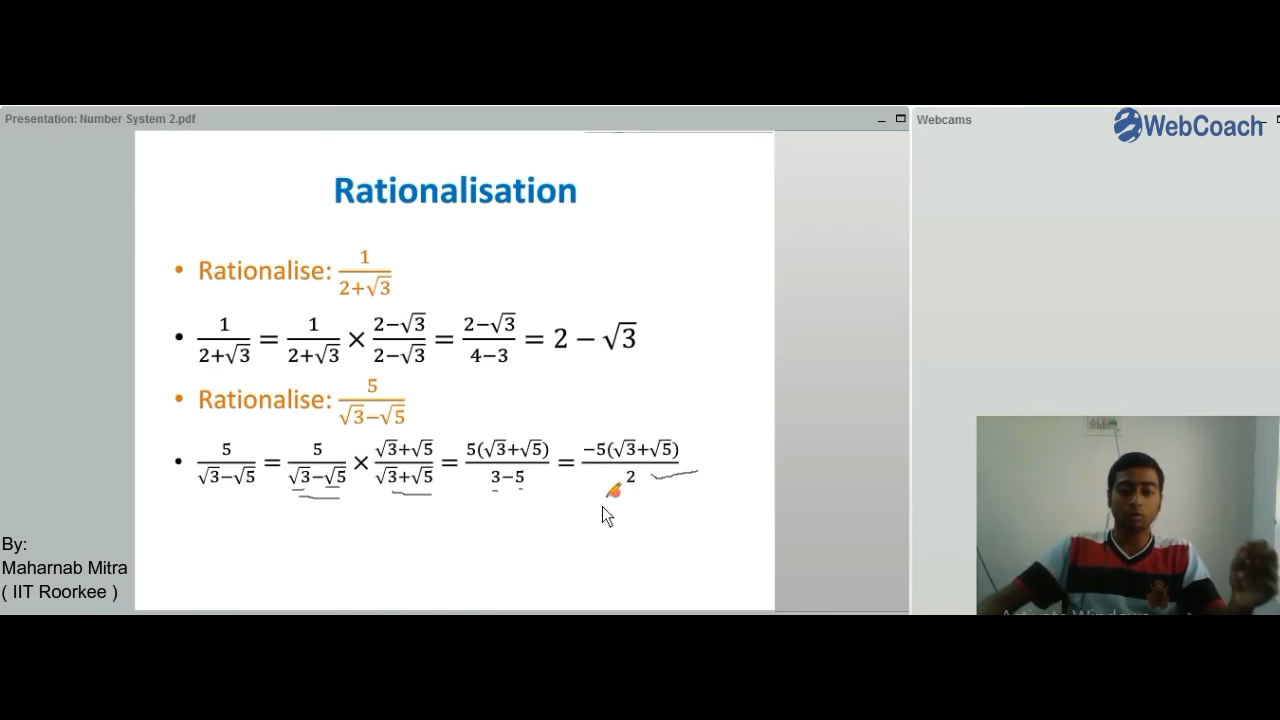 Presentation: Number System 2.pdf
Webcams
WebCoach
Rationalisation
• Rationalise: 1/(2+√3)
• 1/(2+√3) = 1/(2+√3) × (2−√3)/(2−√3) = (2−√3)/(4−3) = 2 − √3
• Rationalise: 5/(√3−√5)
• 5/(√3−√5) = 5/(√3−√5) × (√3+√5)/(√3+√5) = 5(√3+√5)/(3−5) = −5(√3+√5)/2
By:
Maharnab Mitra
( IIT Roorkee )
Activate Windows